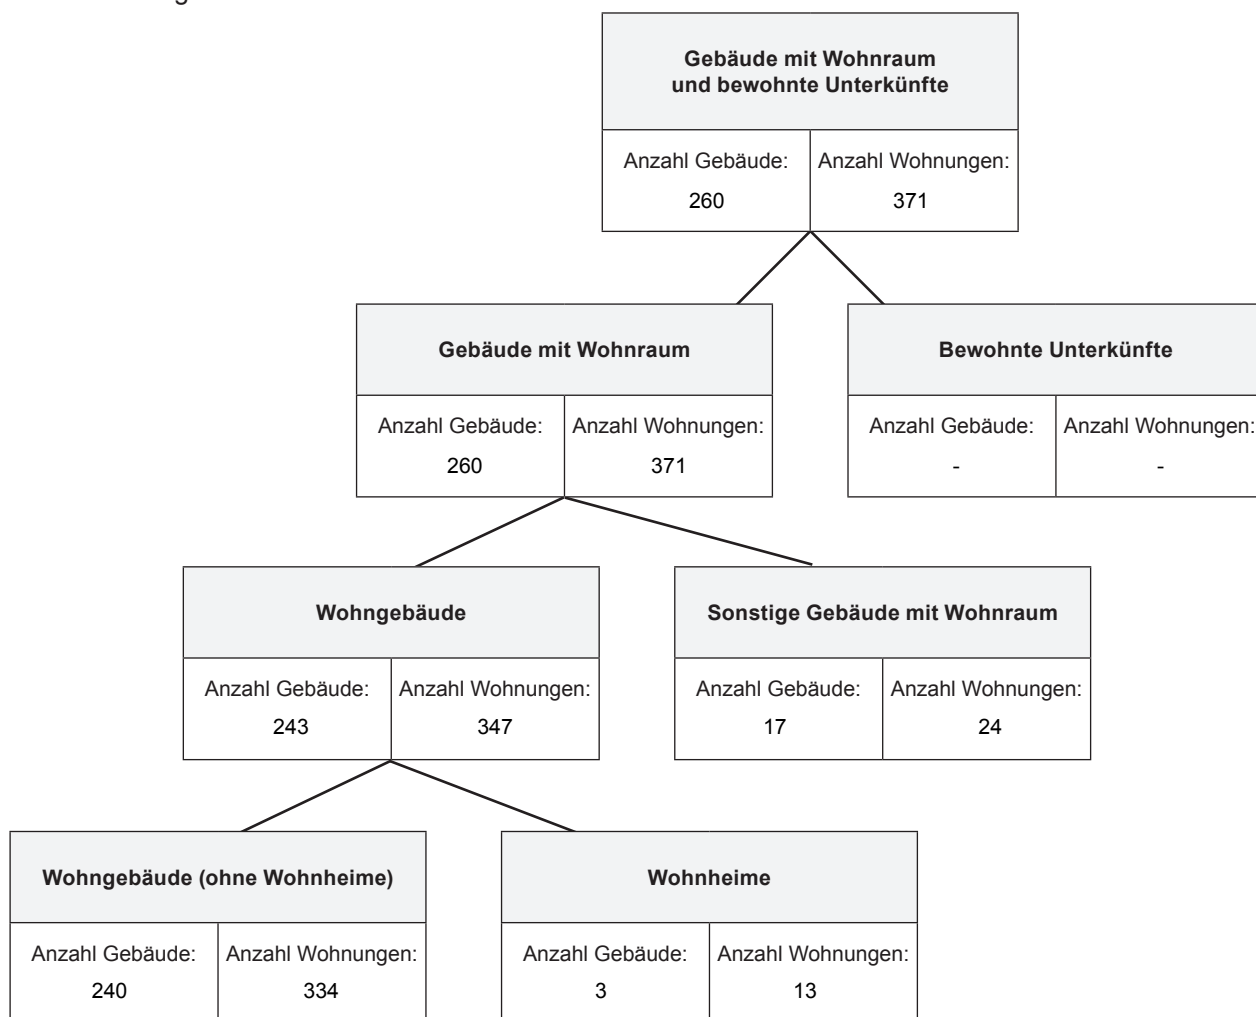 Gebäude mit Wohnraum
und bewohnte Unterkünfte
Anzahl Gebäude: Anzahl Wohnungen:
260 371
Gebäude mit Wohnraum Bewohnte Unterkünfte
Anzahl Gebäude: Anzahl Wohnungen: Anzahl Gebäude: Anzahl Wohnungen:
260 371 - -
Wohngebäude Sonstige Gebäude mit Wohnraum
Anzahl Gebäude: Anzahl Wohnungen: Anzahl Gebäude: Anzahl Wohnungen:
243 347 17 24
Wohngebäude (ohne Wohnheime) Wohnheime
Anzahl Gebäude: Anzahl Wohnungen: Anzahl Gebäude: Anzahl Wohnungen:
240 334 3 13